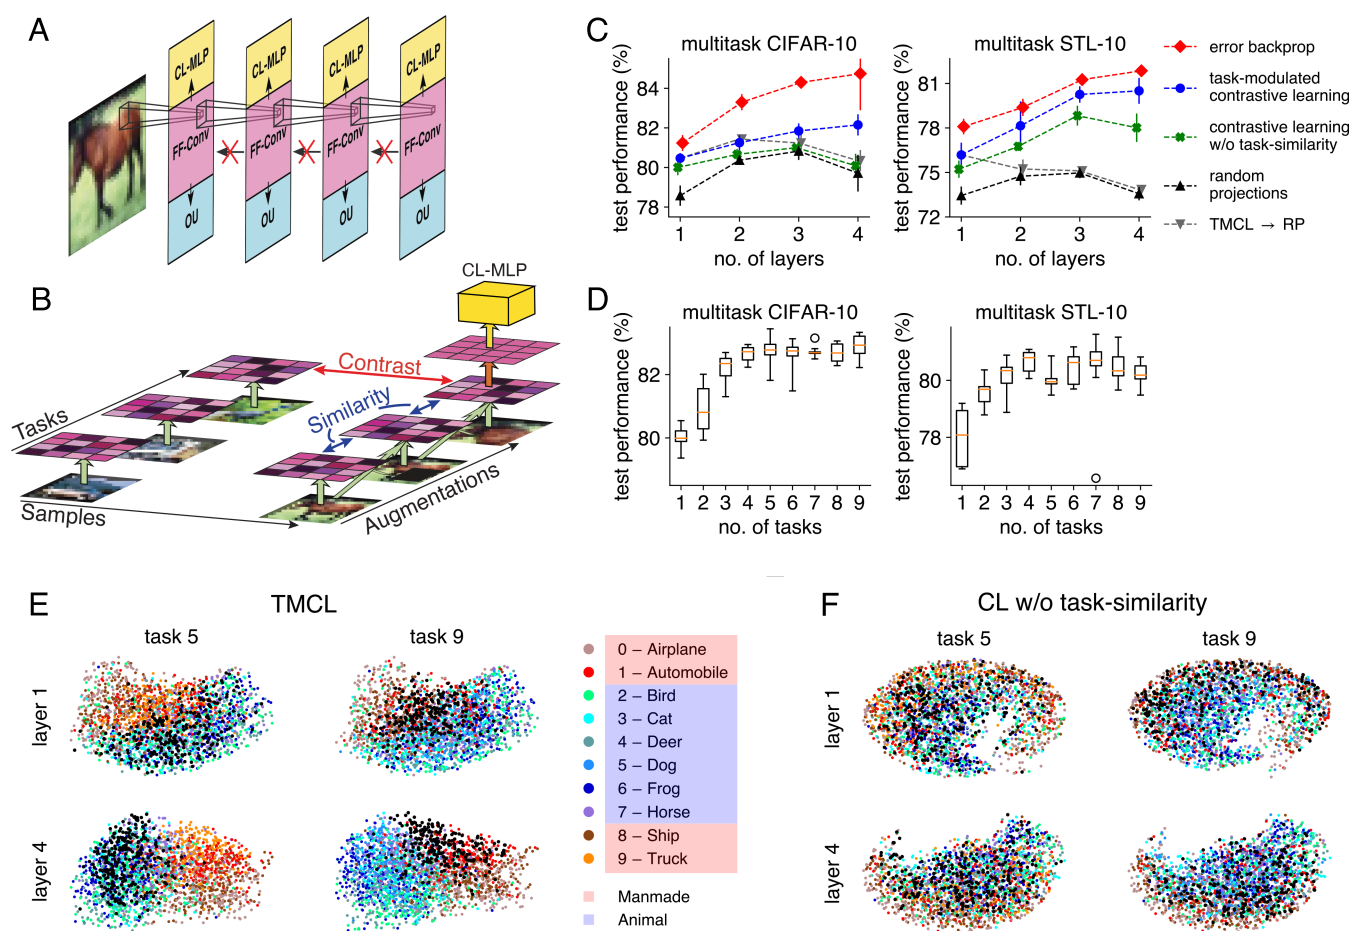 A
CL-MLP
CL-MLP
CL-MLP
CL-MLP
FF-Conv
FF-Conv
FF-Conv
FF-Conv
OU
OU
OU
OU
B
CL-MLP
Contrast
Similarity
Tasks
Samples
Augmentations
C
multitask CIFAR-10
test performance (%)
84
82
80
78
1 2 3 4
no. of layers
multitask STL-10
test performance (%)
81
78
75
72
1 2 3 4
no. of layers
error backprop
task-modulated
contrastive learning
contrastive learning
w/o task-similarity
random
projections
TMCL → RP
D
multitask CIFAR-10
test performance (%)
82
80
1 2 3 4 5 6 7 8 9
no. of tasks
multitask STL-10
test performance (%)
80
78
1 2 3 4 5 6 7 8 9
no. of tasks
E
TMCL
task 5
task 9
layer 1
layer 4
0 – Airplane
1 – Automobile
2 – Bird
3 – Cat
4 – Deer
5 – Dog
6 – Frog
7 – Horse
8 – Ship
9 – Truck
Manmade
Animal
F
CL w/o task-similarity
task 5
task 9
layer 1
layer 4